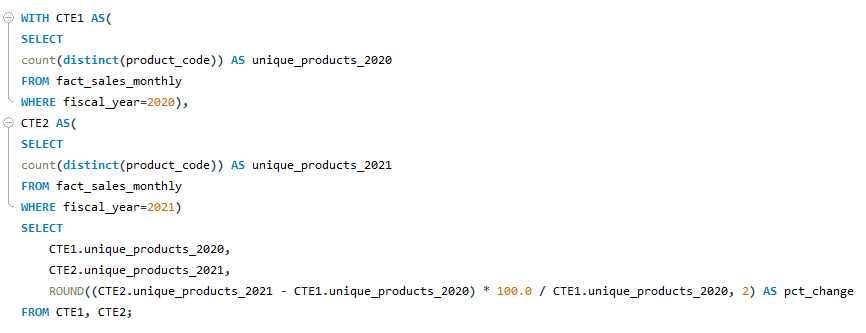 WITH CTE1 AS(
SELECT
count(distinct(product_code)) AS unique_products_2020
FROM fact_sales_monthly
WHERE fiscal_year=2020),
CTE2 AS(
SELECT
count(distinct(product_code)) AS unique_products_2021
FROM fact_sales_monthly
WHERE fiscal_year=2021)
SELECT
    CTE1.unique_products_2020,
    CTE2.unique_products_2021,
    ROUND((CTE2.unique_products_2021 - CTE1.unique_products_2020) * 100.0 / CTE1.unique_products_2020, 2) AS pct_change
FROM CTE1, CTE2;